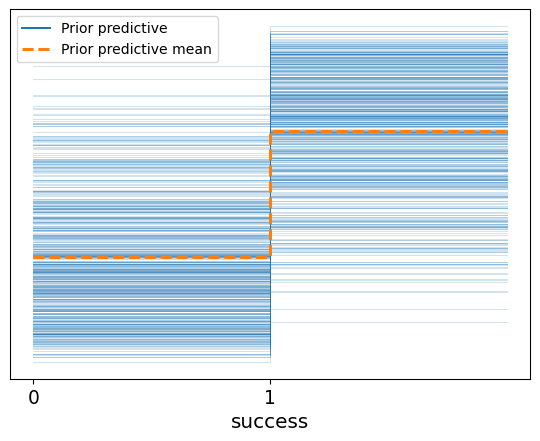 Prior predictive
Prior predictive mean
0
1
success